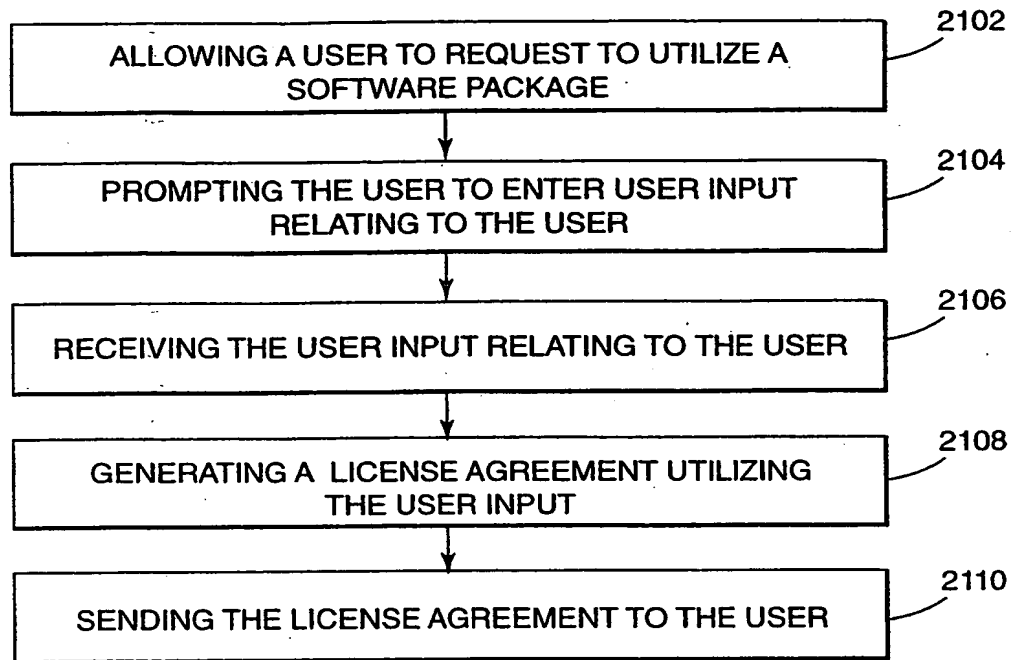 2102
ALLOWING A USER TO REQUEST TO UTILIZE A
SOFTWARE PACKAGE
2104
PROMPTING THE USER TO ENTER USER INPUT
RELATING TO THE USER
2106
RECEIVING THE USER INPUT RELATING TO THE USER
2108
GENERATING A LICENSE AGREEMENT UTILIZING
THE USER INPUT
2110
SENDING THE LICENSE AGREEMENT TO THE USER